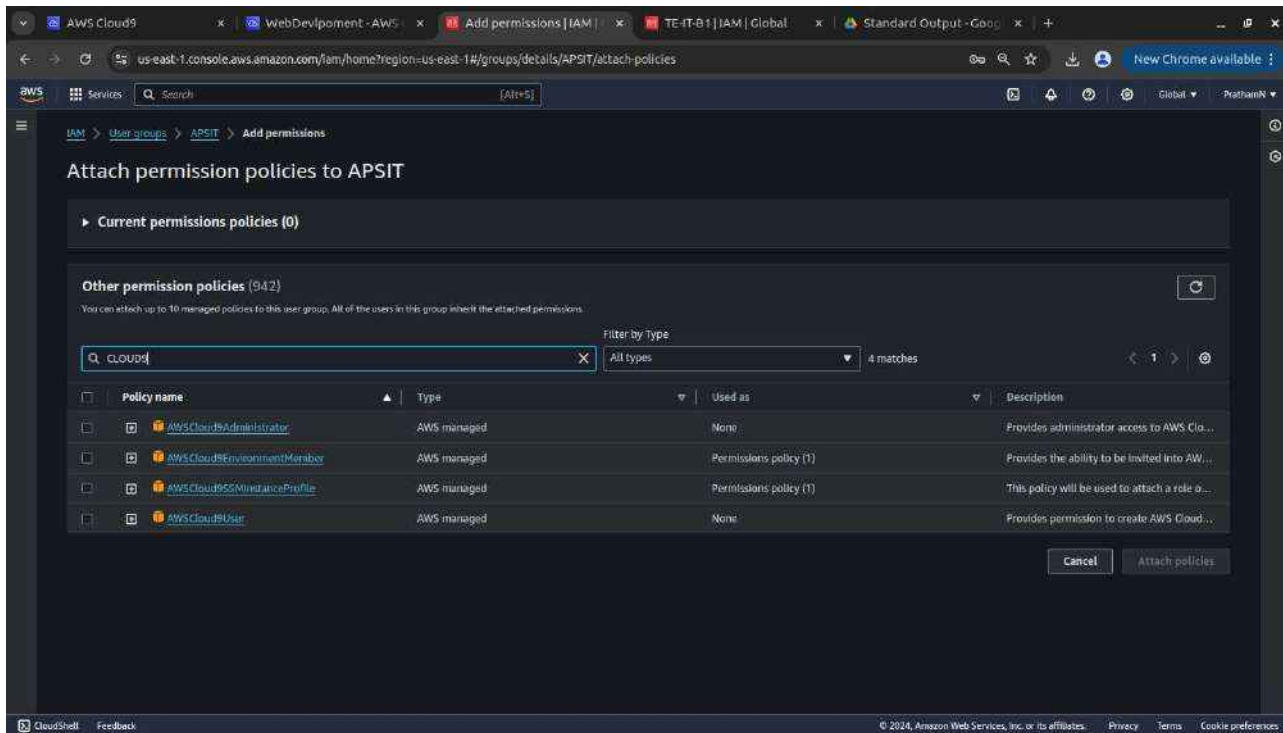 AWS Cloud9
WebDevlpoment - AWS
Add permissions | IAM |
TE-IT-B1 | IAM | Global
Standard Output - Goog
us-east-1.console.aws.amazon.com/iam/home?region=us-east-1#/groups/details/APSIT/attach-policies
New Chrome available
aws
Services
Search
[Alt+S]
Global
PrathamN
IAM > User groups > APSIT > Add permissions
Attach permission policies to APSIT
Current permissions policies (0)
Other permission policies (942)
You can attach up to 10 managed policies to this user group. All of the users in this group inherit the attached permissions.
Filter by Type
CLOUD9
All types
4 matches
1
Policy name
Type
Used as
Description
AWSCloud9Administrator
AWS managed
None
Provides administrator access to AWS Clo...
AWSCloud9EnvironmentMember
AWS managed
Permissions policy (1)
Provides the ability to be invited into AW...
AWSCloud9SSMInstanceProfile
AWS managed
Permissions policy (1)
This policy will be used to attach a role o...
AWSCloud9User
AWS managed
None
Provides permission to create AWS Cloud...
Cancel
Attach policies
CloudShell
Feedback
© 2024, Amazon Web Services, Inc. or its affiliates.
Privacy
Terms
Cookie preferences